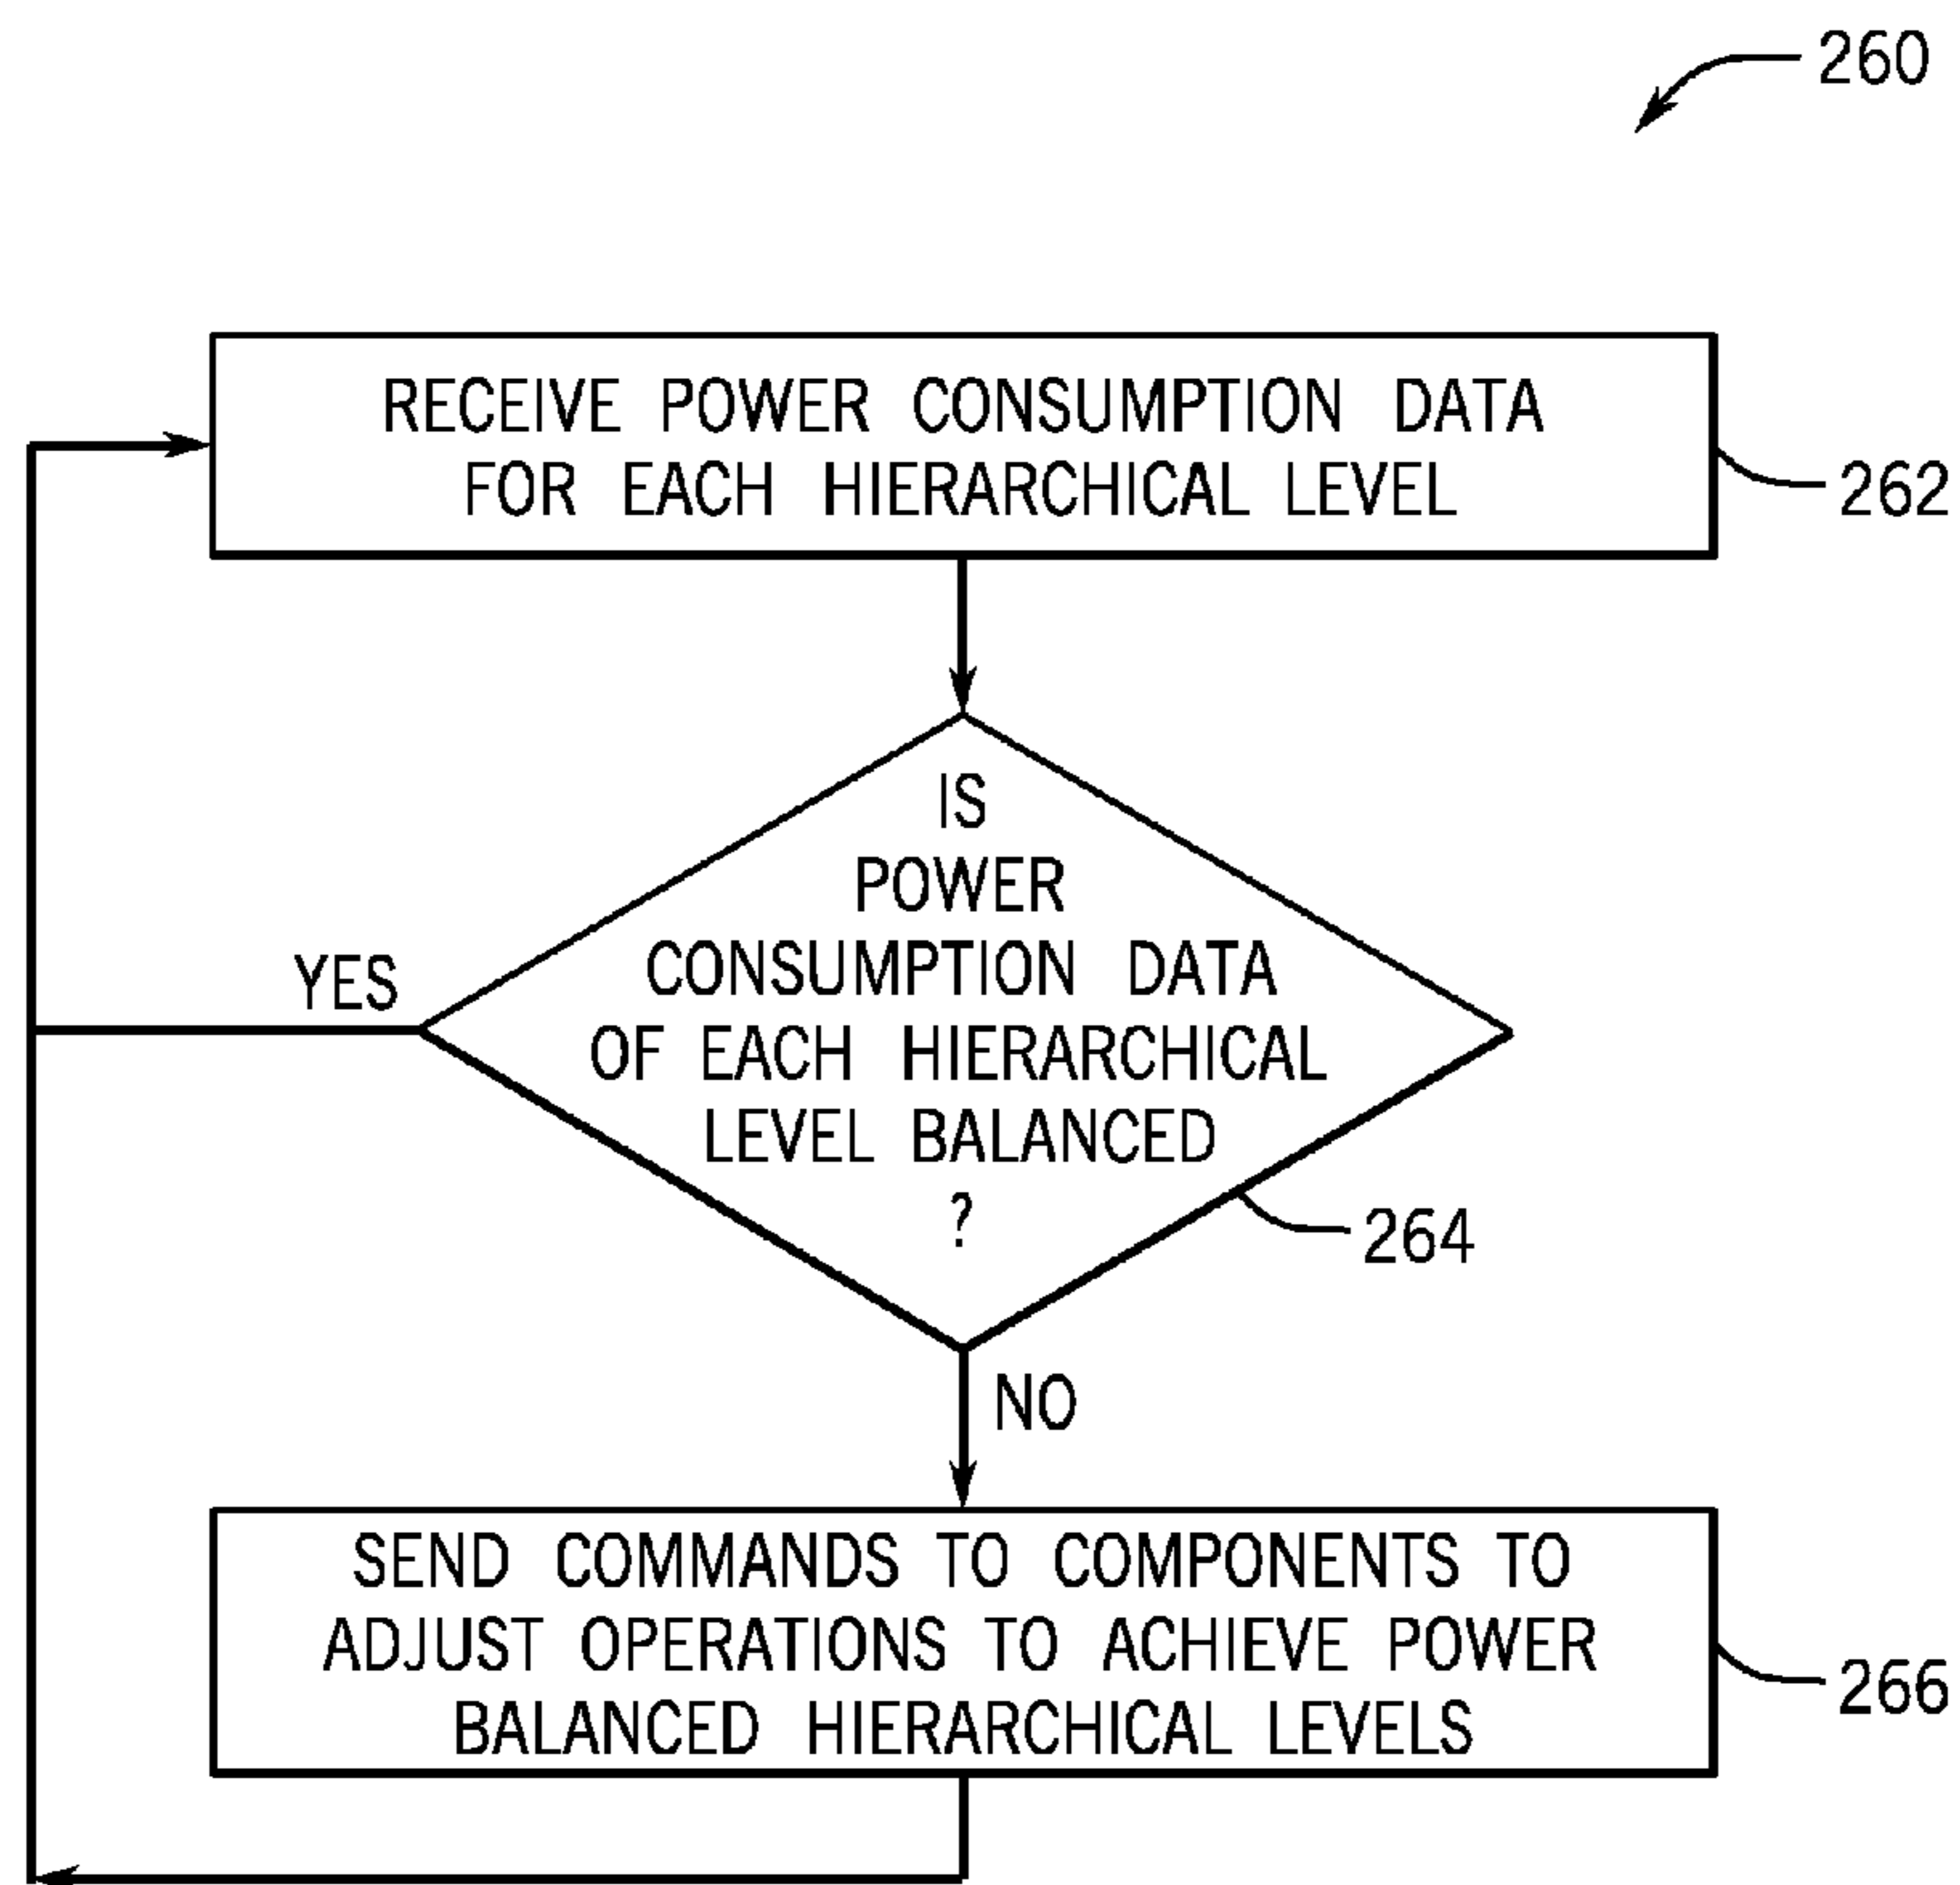 260
RECEIVE POWER CONSUMPTION DATA
FOR EACH HIERARCHICAL LEVEL
262
IS
POWER
CONSUMPTION DATA
OF EACH HIERARCHICAL
LEVEL BALANCED
?
YES
264
NO
SEND COMMANDS TO COMPONENTS TO
ADJUST OPERATIONS TO ACHIEVE POWER
BALANCED HIERARCHICAL LEVELS
266